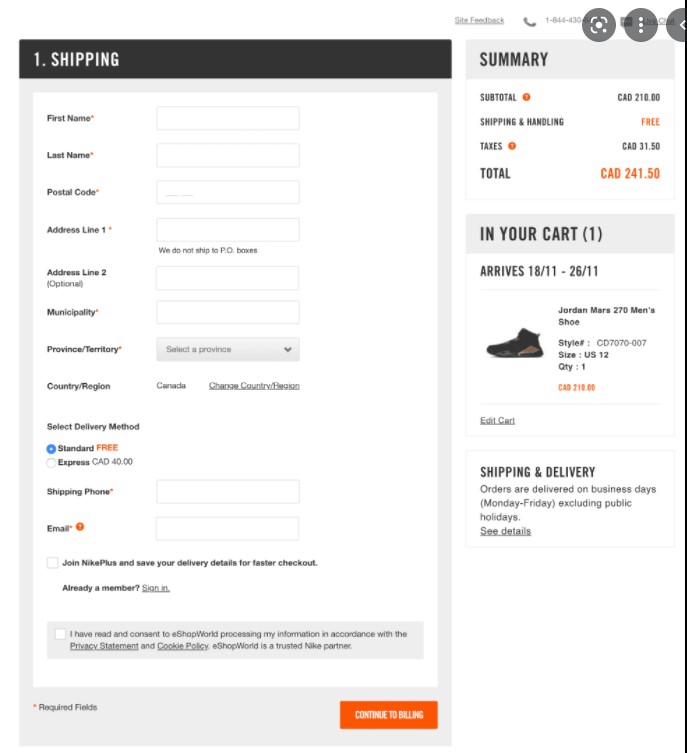 Site Feedback
1-844-430-
Live Chat
1. SHIPPING
First Name*
Last Name*
Postal Code*
Address Line 1 *
We do not ship to P.O. boxes
Address Line 2
(Optional)
Municipality*
Province/Territory*
Select a province
Country/Region
Canada
Change Country/Region
Select Delivery Method
Standard FREE
Express CAD 40.00
Shipping Phone*
Email* ?
Join NikePlus and save your delivery details for faster checkout.
Already a member? Sign in.
I have read and consent to eShopWorld processing my information in accordance with the
Privacy Statement and Cookie Policy. eShopWorld is a trusted Nike partner.
* Required Fields
CONTINUE TO BILLING
SUMMARY
SUBTOTAL ? CAD 210.00
SHIPPING & HANDLING FREE
TAXES ? CAD 31.50
TOTAL CAD 241.50
IN YOUR CART (1)
ARRIVES 18/11 - 26/11
Jordan Mars 270 Men's
Shoe
Style# : CD7070-007
Size : US 12
Qty : 1
CAD 210.00
Edit Cart
SHIPPING & DELIVERY
Orders are delivered on business days
(Monday-Friday) excluding public
holidays.
See details